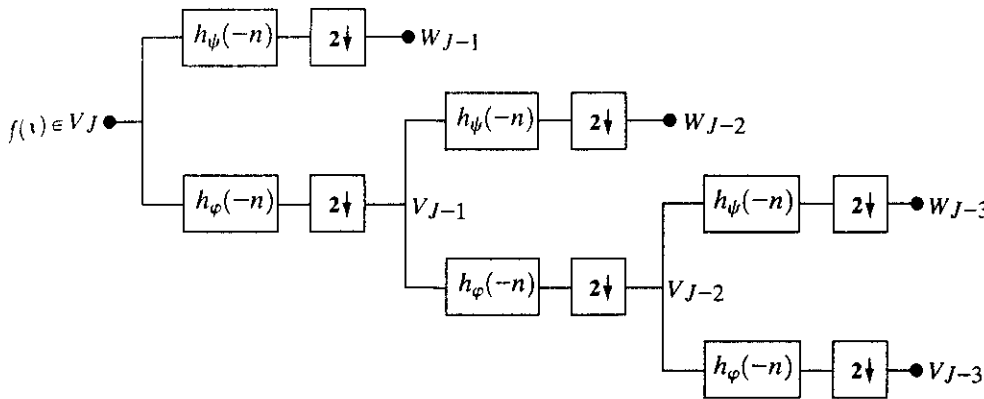 h_ψ(−n) 2↓ W_{J−1}
f(x) ∈ V_J
h_ψ(−n) 2↓ W_{J−2}
h_φ(−n) 2↓ V_{J−1}
h_ψ(−n) 2↓ W_{J−3}
h_φ(−n) 2↓ V_{J−2}
h_φ(−n) 2↓ V_{J−3}